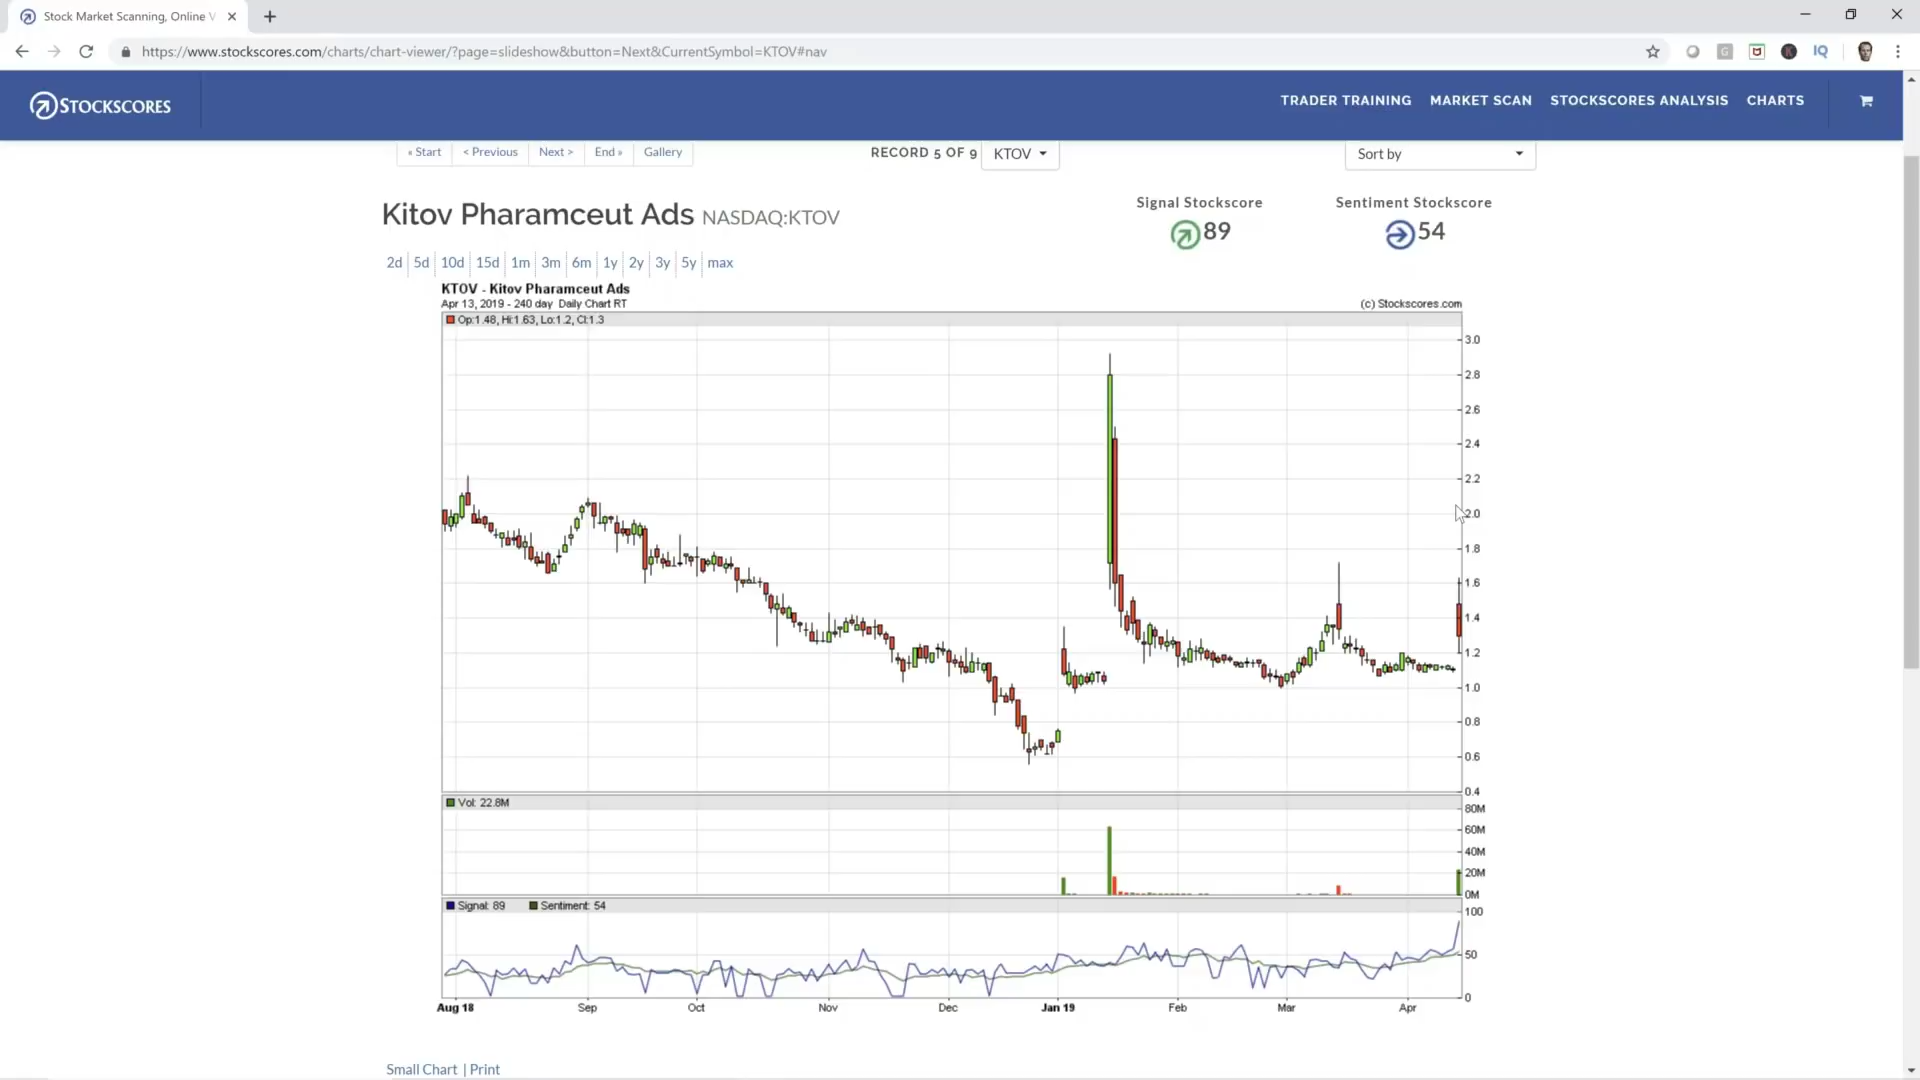 Stock Market Scanning, Online V
https://www.stockscores.com/charts/chart-viewer/?page=slideshow&button=Next&CurrentSymbol=KTOV#nav
IQ
STOCKSCORES
TRADER TRAINING MARKET SCAN STOCKSCORES ANALYSIS CHARTS
« Start < Previous Next > End » Gallery
RECORD 5 OF 9 KTOV
Sort by
Kitov Pharamceut Ads NASDAQ:KTOV
Signal Stockscore
89
Sentiment Stockscore
54
2d 5d 10d 15d 1m 3m 6m 1y 2y 3y 5y max
KTOV - Kitov Pharamceut Ads
Apr 13, 2019 - 240 day Daily Chart RT
(c) Stockscores.com
Op:1.48, Hi:1.63, Lo:1.2, Cl:1.3
3.0
2.8
2.6
2.4
2.2
2.0
1.8
1.6
1.4
1.2
1.0
0.8
0.6
0.4
Vol: 22.8M
80M
60M
40M
20M
0M
Signal: 89 Sentiment: 54
100
50
0
Aug 18 Sep Oct Nov Dec Jan 19 Feb Mar Apr
Small Chart | Print